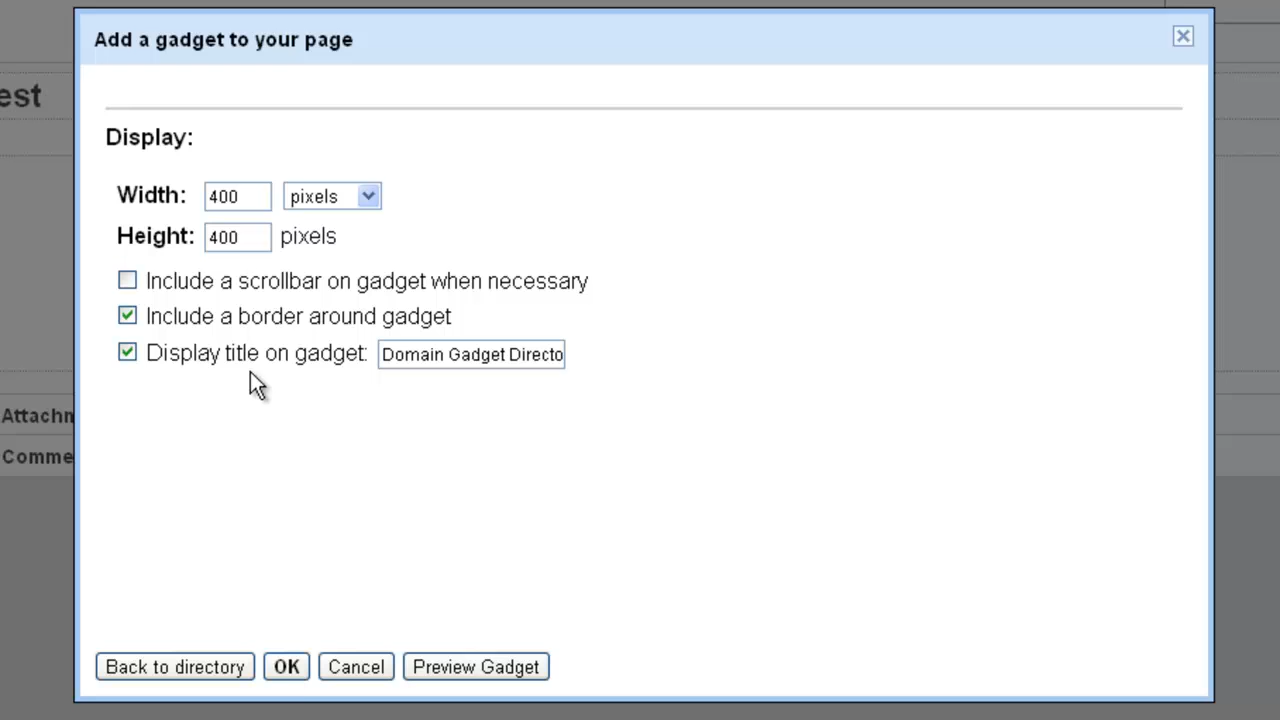 Add a gadget to your page
est
Display:
Width: 400 pixels
Height: 400 pixels
Include a scrollbar on gadget when necessary
Include a border around gadget
Display title on gadget: Domain Gadget Directo
Attachn
Comme
Back to directory OK Cancel Preview Gadget